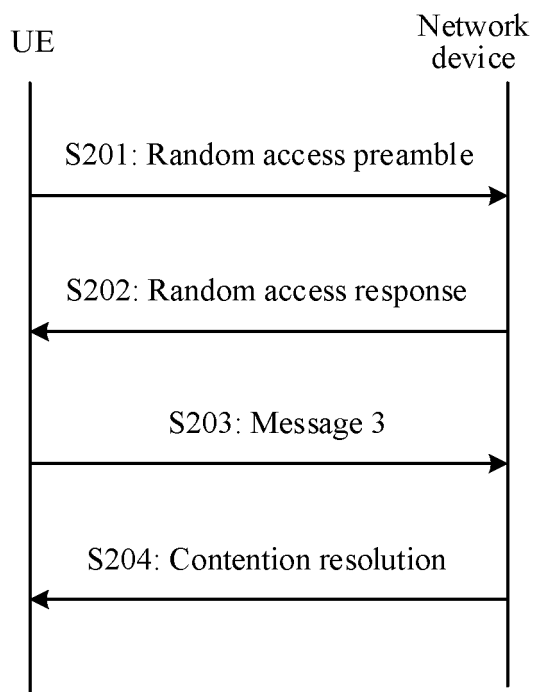 UE
Network
device
S201: Random access preamble
S202: Random access response
S203: Message 3
S204: Contention resolution